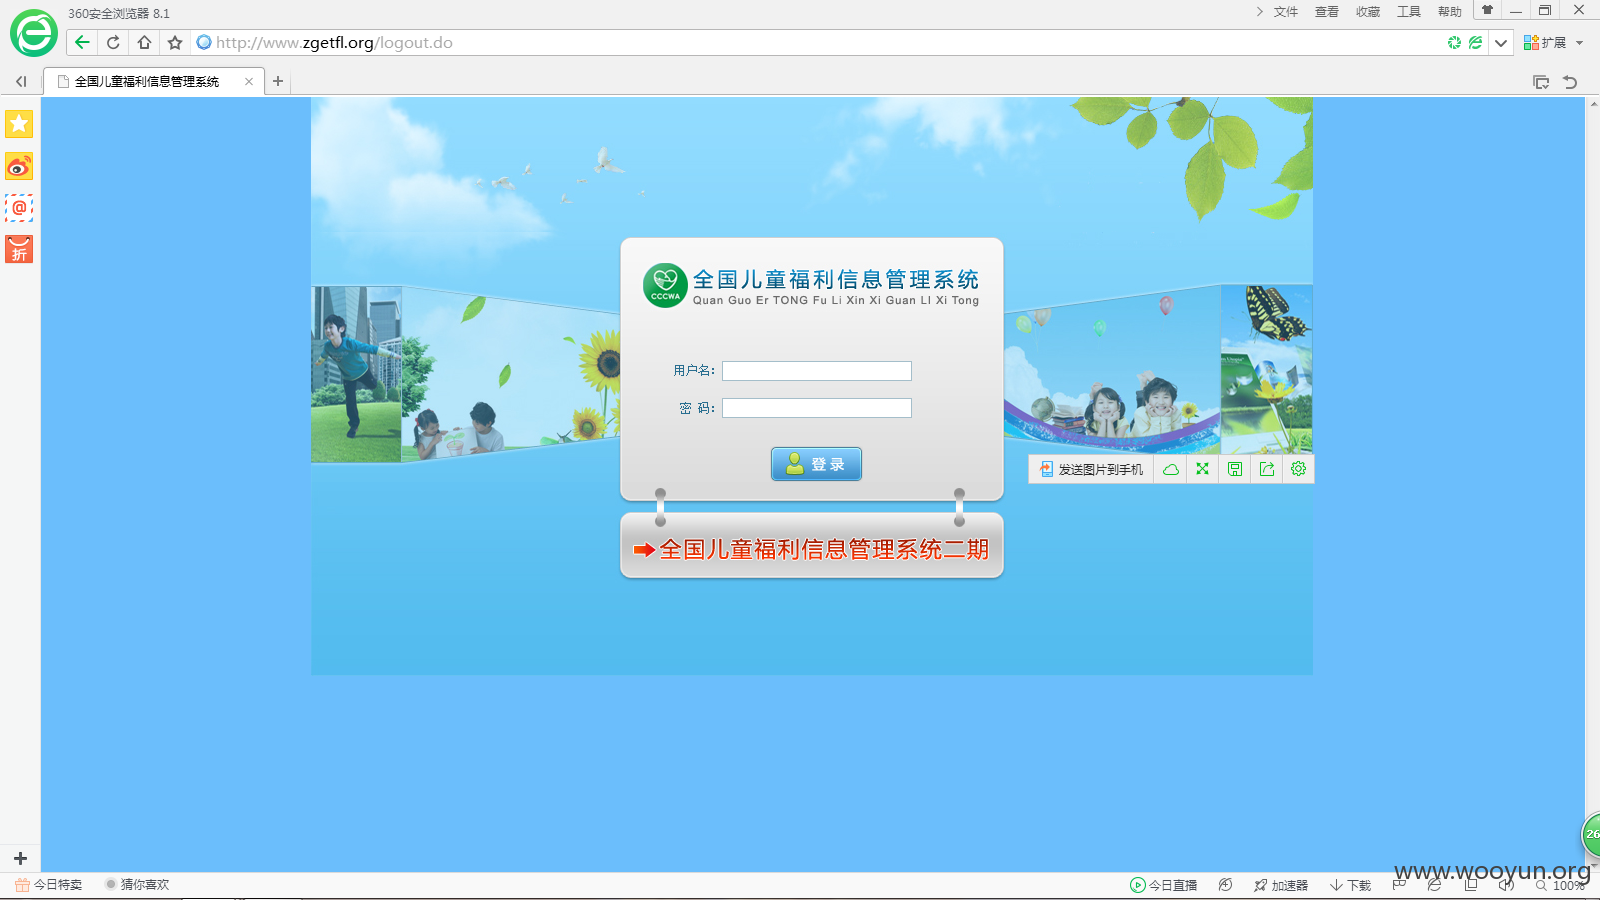 360安全浏览器 8.1
文件 查看 收藏 工具 帮助
http://www.zgetfl.org/logout.do
扩展
全国儿童福利信息管理系统
@
折
CCCWA
全国儿童福利信息管理系统
Quan Guo Er TONG Fu Li Xin Xi Guan LI Xi Tong
用户名:
密 码:
登 录
发送图片到手机
全国儿童福利信息管理系统二期
26
www.wooyun.org
今日特卖 猜你喜欢 今日直播 加速器 下载 100%